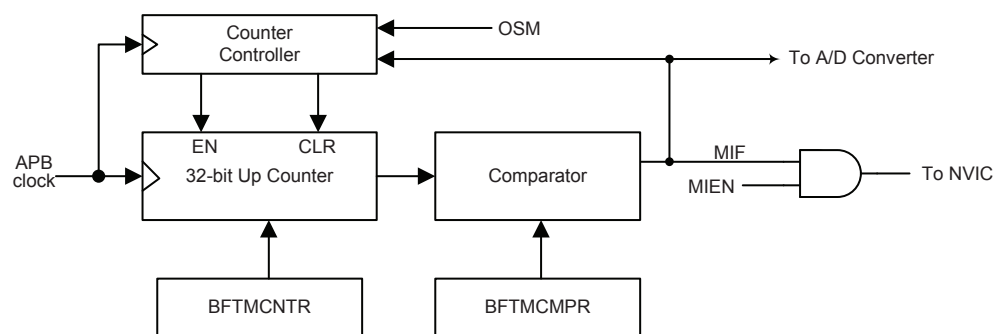 Counter
Controller
OSM
To A/D Converter
EN
CLR
APB
clock
32-bit Up Counter
Comparator
MIF
MIEN
To NVIC
BFTMCNTR
BFTMCMPR